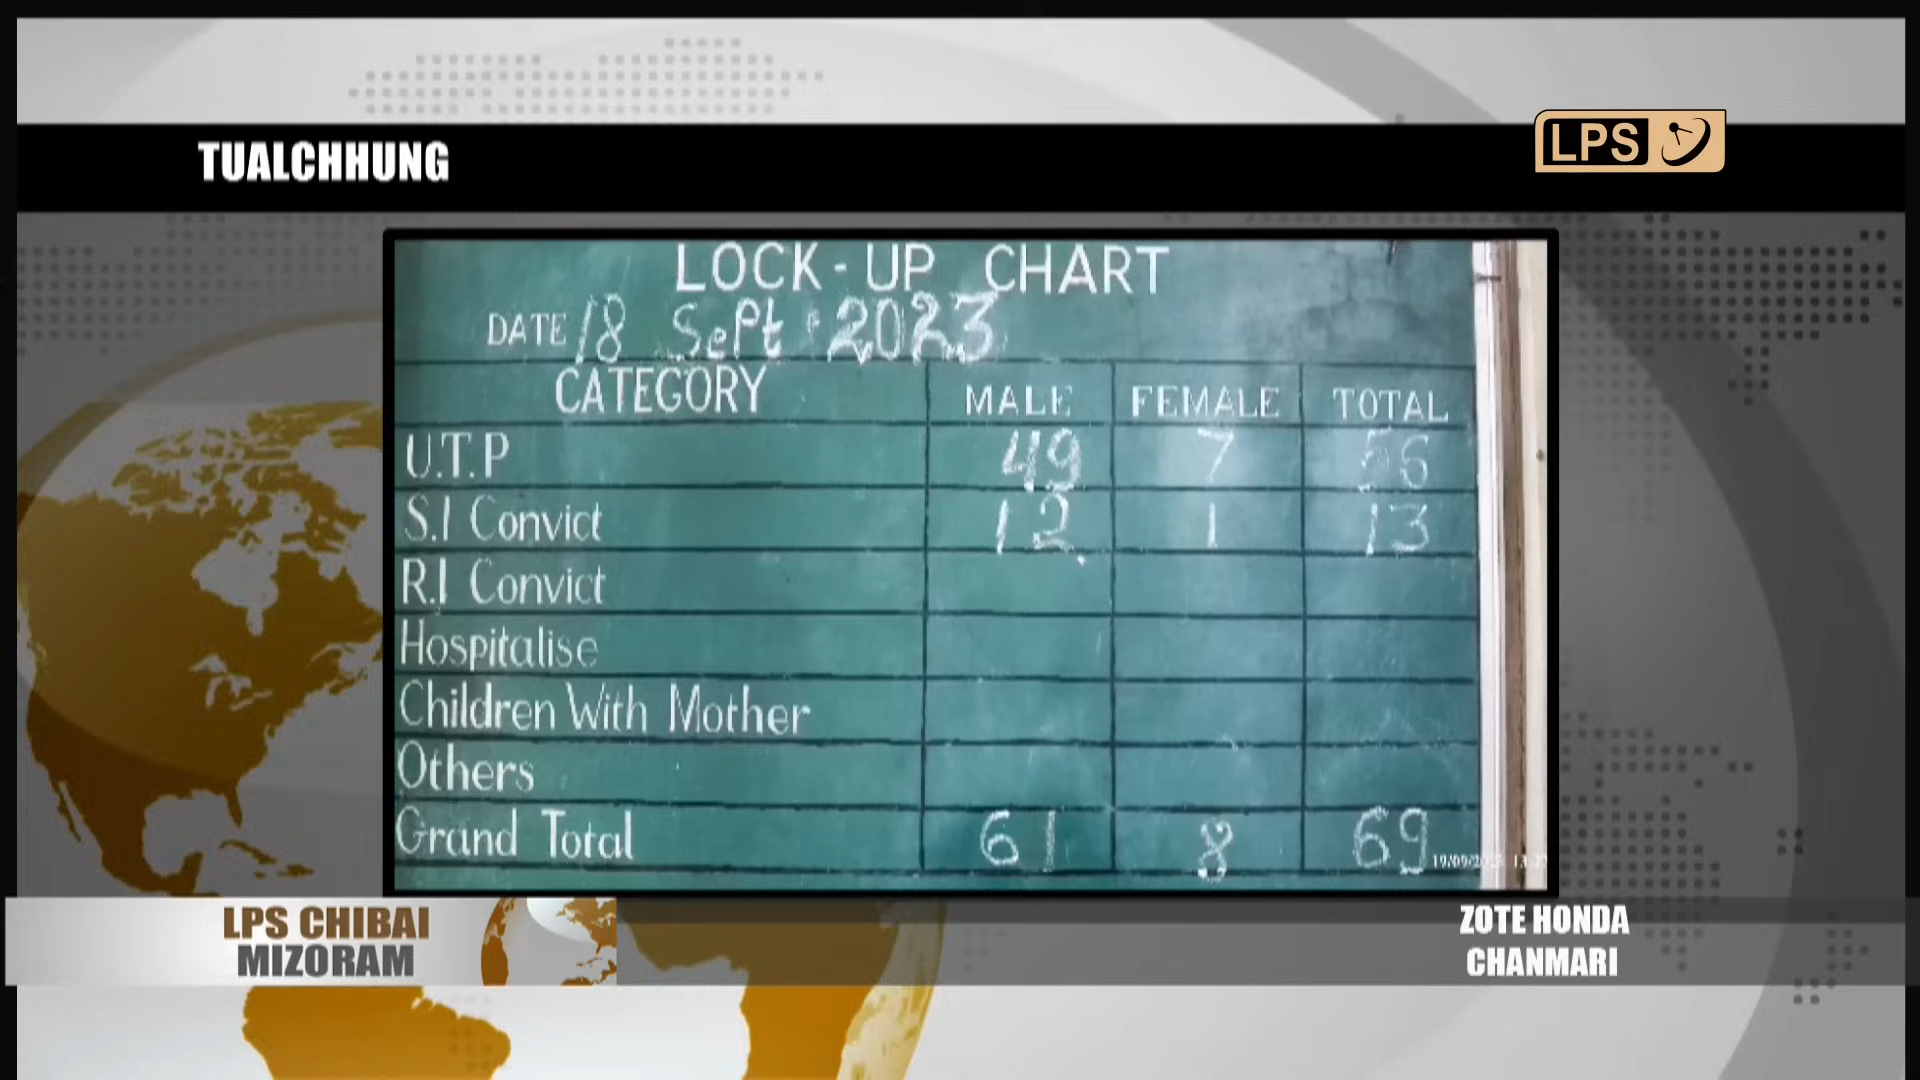 TUALCHHUNG
LPS
LOCK-UP CHART
DATE 18 Sept 2023
CATEGORY MALE FEMALE TOTAL
U.T.P 49 7 56
S.I Convict 12 1 13
R.I Convict
Hospitalise
Children With Mother
Others
Grand Total 61 8 69
LPS CHIBAI
MIZORAM
ZOTE HONDA
CHANMARI